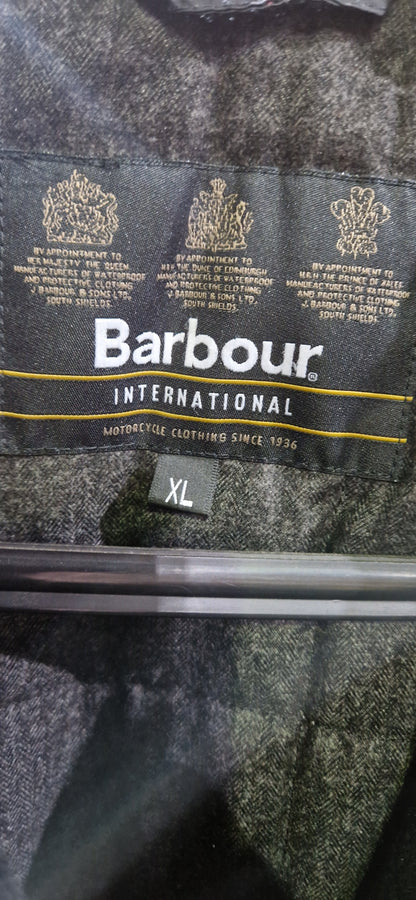 BY APPOINTMENT TO
HER MAJESTY THE QUEEN
MANUFACTURERS OF WATERPROOF
AND PROTECTIVE CLOTHING
J. BARBOUR & SONS LTD.
SOUTH SHIELDS.
BY APPOINTMENT TO
HRH THE DUKE OF EDINBURGH
MANUFACTURERS OF WATERPROOF
AND PROTECTIVE CLOTHING
J. BARBOUR & SONS LTD.
SOUTH SHIELDS.
BY APPOINTMENT TO
HRH THE PRINCE OF WALES
MANUFACTURERS OF WATERPROOF
AND PROTECTIVE CLOTHING
J. BARBOUR & SONS LTD.
SOUTH SHIELDS.
Barbour®
INTERNATIONAL
MOTORCYCLE CLOTHING SINCE 1936
XL